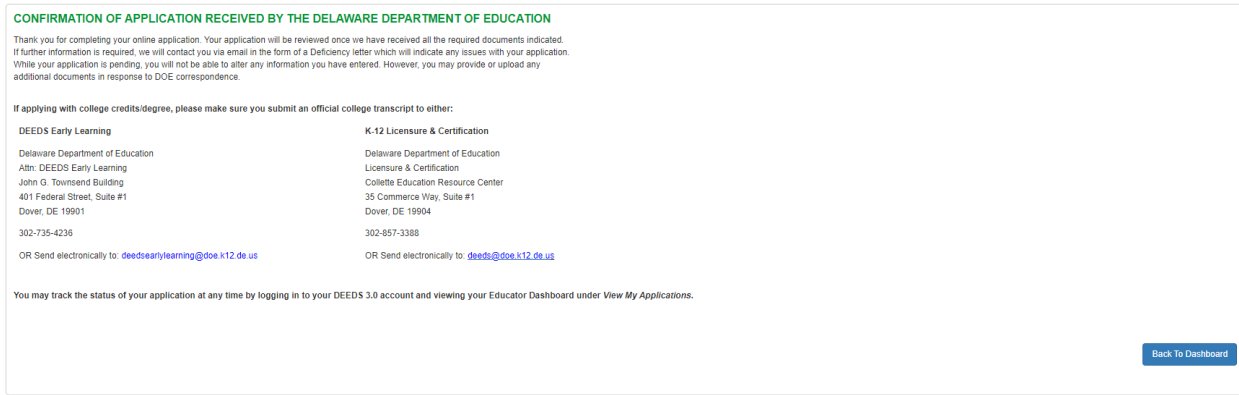 CONFIRMATION OF APPLICATION RECEIVED BY THE DELAWARE DEPARTMENT OF EDUCATION
Thank you for completing your online application. Your application will be reviewed once we have received all the required documents indicated.
If further information is required, we will contact you via email in the form of a Deficiency letter which will indicate any issues with your application.
While your application is pending, you will not be able to alter any information you have entered. However, you may provide or upload any
additional documents in response to DOE correspondence.
If applying with college credits/degree, please make sure you submit an official college transcript to either:
DEEDS Early Learning
Delaware Department of Education
Attn: DEEDS Early Learning
John G. Townsend Building
401 Federal Street, Suite #1
Dover, DE 19901
302-735-4236
OR Send electronically to: deedsearlylearning@doe.k12.de.us
K-12 Licensure & Certification
Delaware Department of Education
Licensure & Certification
Collette Education Resource Center
35 Commerce Way, Suite #1
Dover, DE 19904
302-857-3388
OR Send electronically to: deeds@doe.k12.de.us
You may track the status of your application at any time by logging in to your DEEDS 3.0 account and viewing your Educator Dashboard under View My Applications.
Back To Dashboard